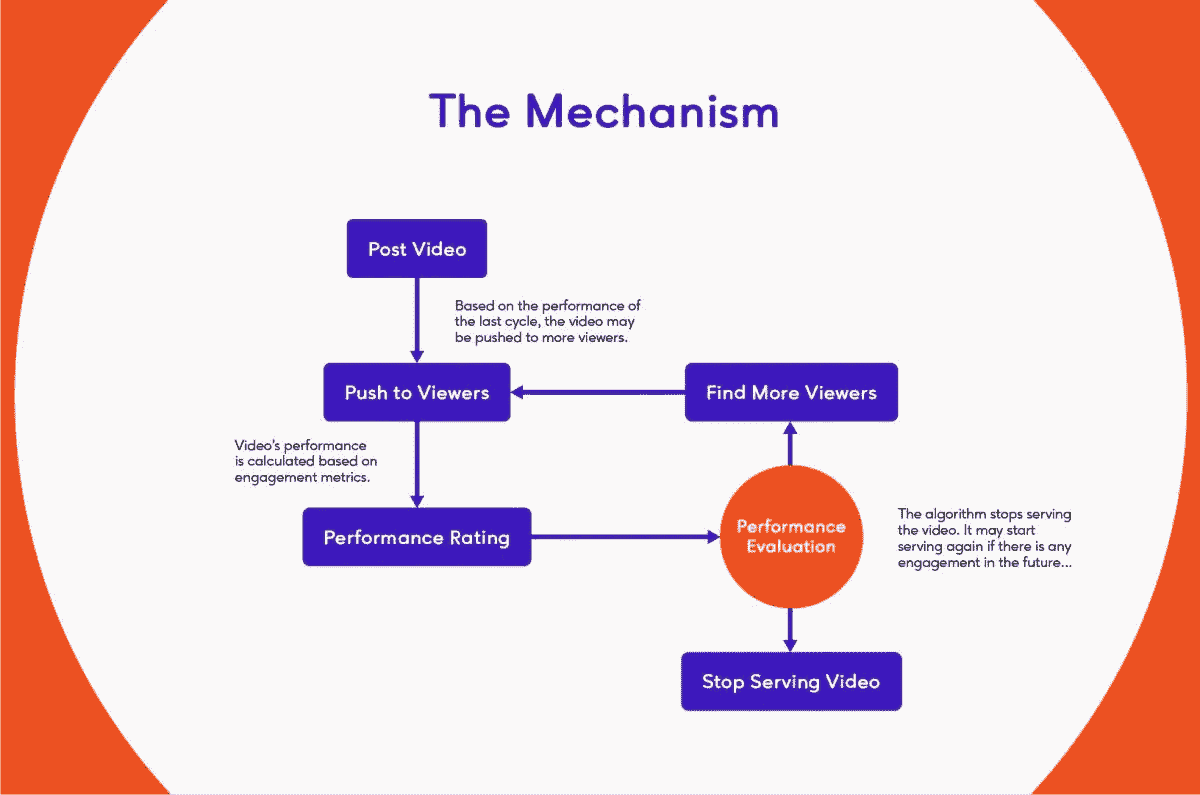 The Mechanism
Post Video
Based on the performance of
the last cycle, the video may
be pushed to more viewers.
Push to Viewers
Find More Viewers
Video's performance
is calculated based on
engagement metrics.
Performance Rating
Performance
Evaluation
The algorithm stops serving
the video. It may start
serving again if there is any
engagement in the future...
Stop Serving Video